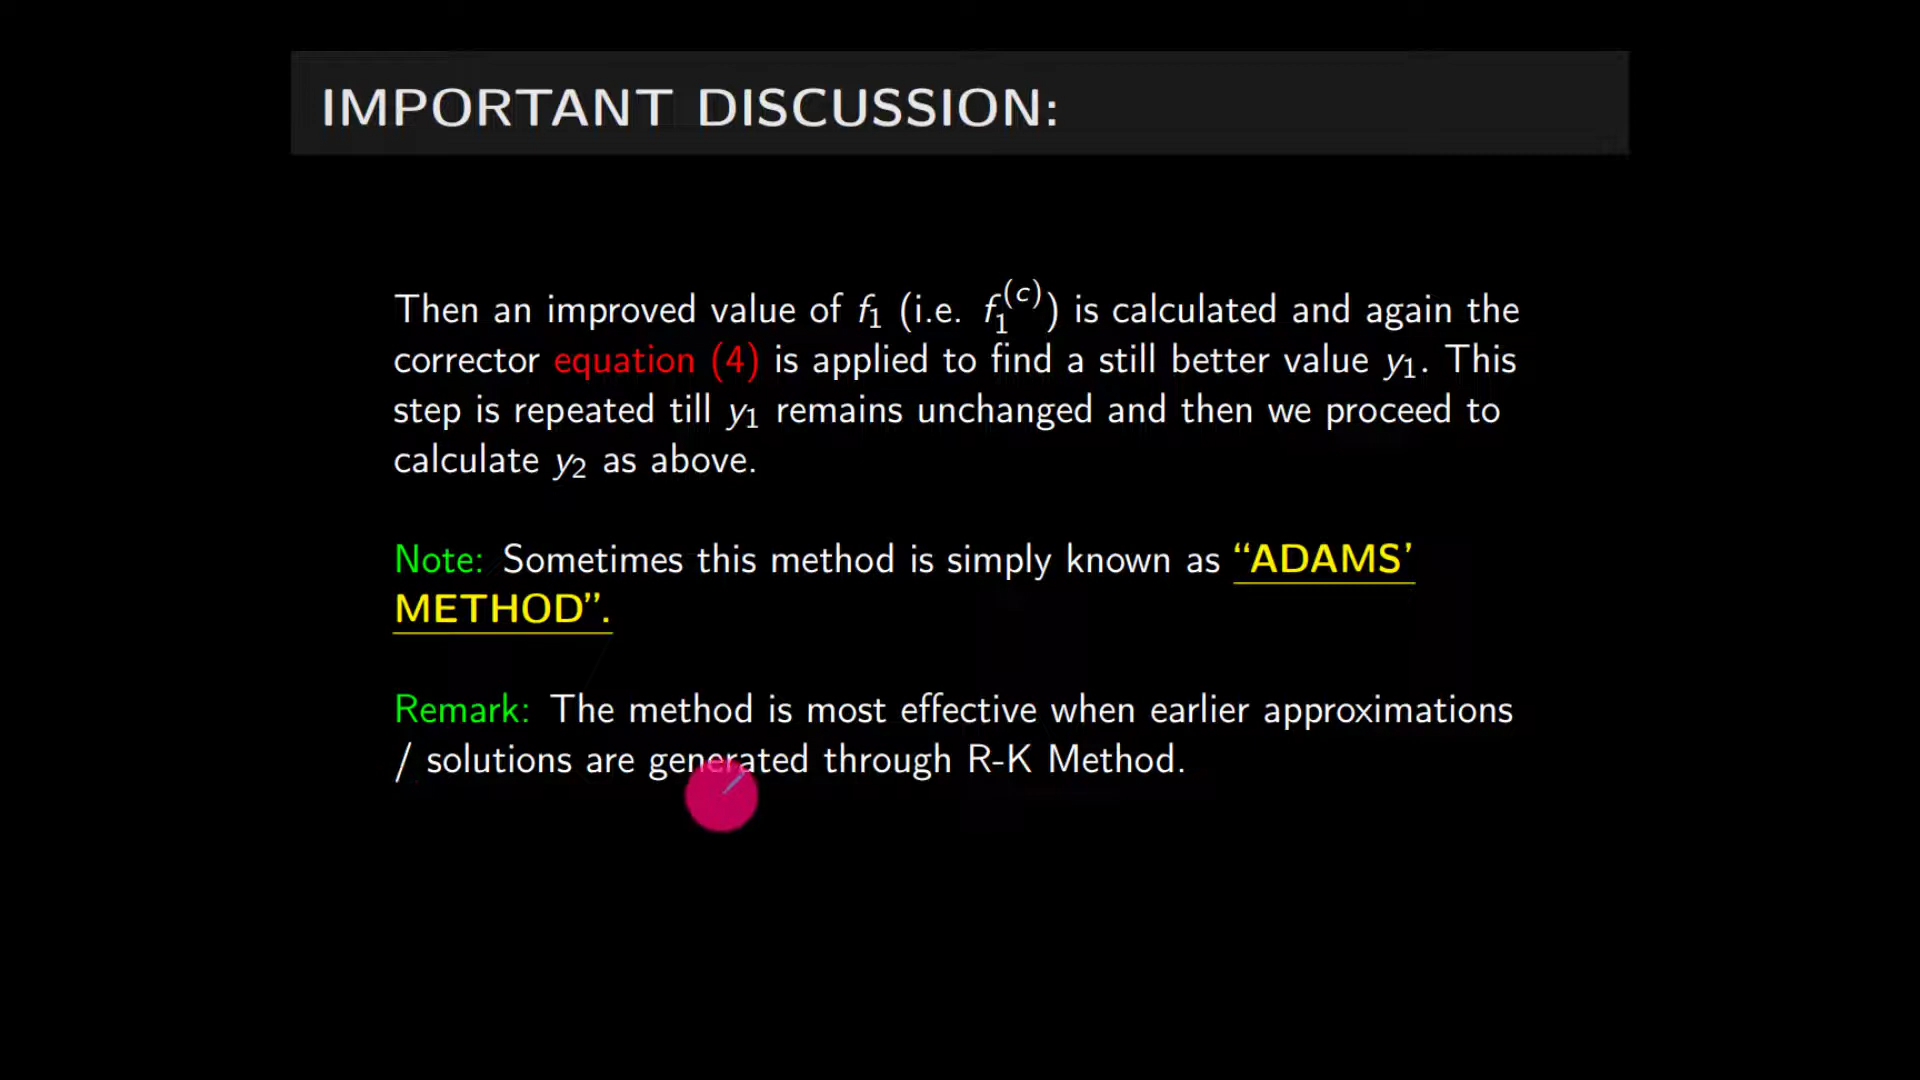 IMPORTANT DISCUSSION:
Then an improved value of f₁ (i.e. f₁⁽ᶜ⁾) is calculated and again the
corrector equation (4) is applied to find a still better value y₁. This
step is repeated till y₁ remains unchanged and then we proceed to
calculate y₂ as above.
Note: Sometimes this method is simply known as “ADAMS’
METHOD”.
Remark: The method is most effective when earlier approximations
/ solutions are generated through R-K Method.